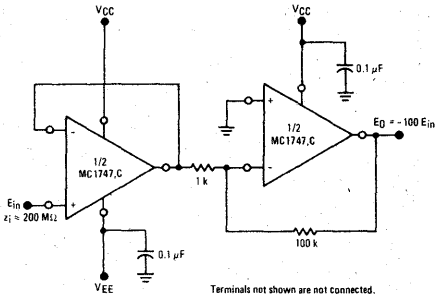 VCC
VCC
0.1 µF
+
-
1/2
MC1747,C
EO = -100 Ein
-
1/2
MC1747,C
+
1 k
Ein
zi ≈ 200 MΩ
100 k
0.1 µF
VEE
Terminals not shown are not connected.